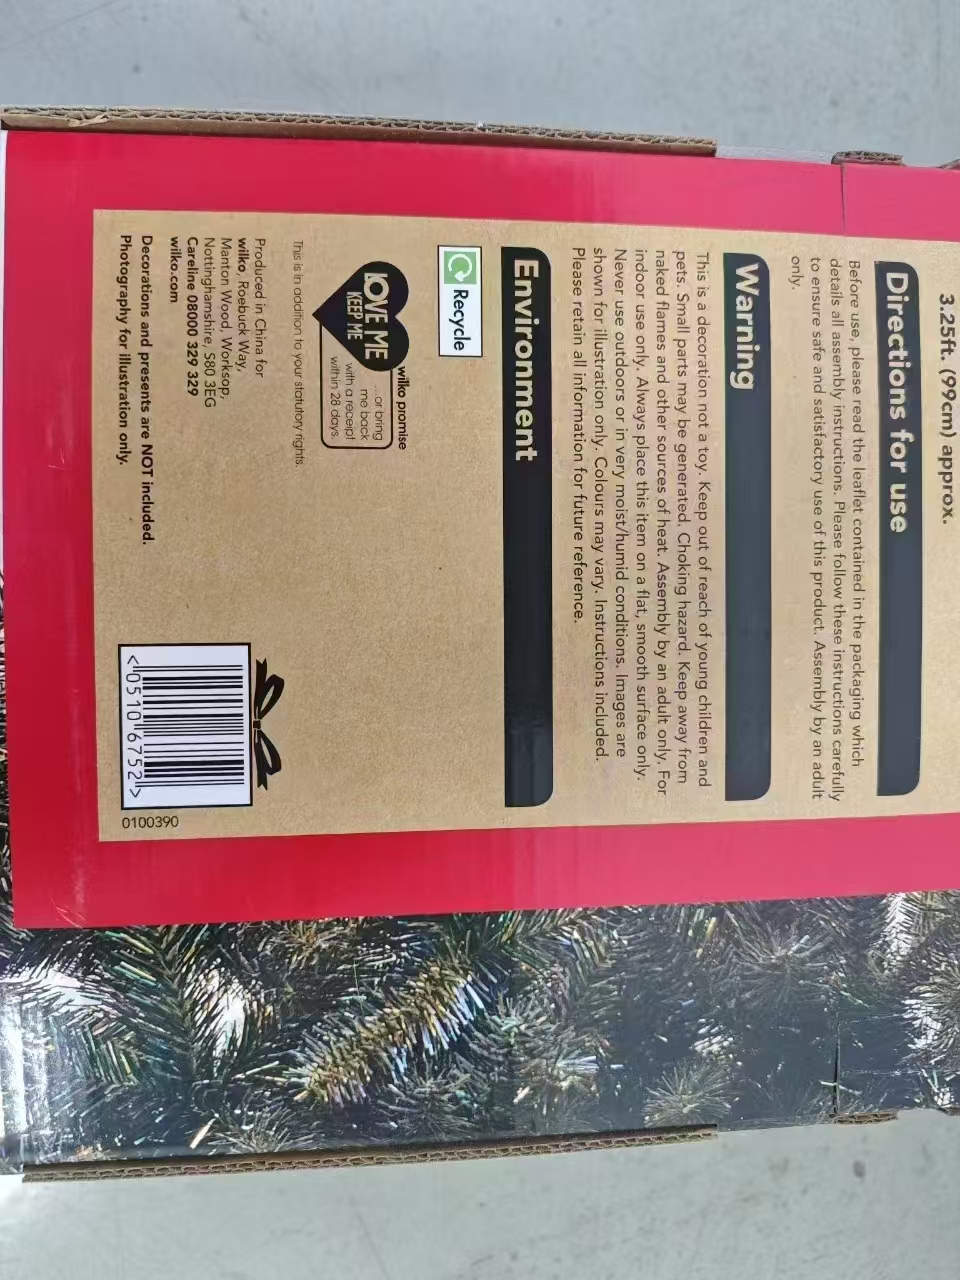 3.25ft. (99cm) approx.
Directions for use
Before use, please read the leaflet contained in the packaging which
details all assembly instructions. Please follow these instructions carefully
to ensure safe and satisfactory use of this product. Assembly by an adult
only.
Warning
This is a decoration not a toy. Keep out of reach of young children and
pets. Small parts may be generated. Choking hazard. Keep away from
naked flames and other sources of heat. Assembly by an adult only. For
indoor use only. Always place this item on a flat, smooth surface only.
Never use outdoors or in very moist/humid conditions. Images are
shown for illustration only. Colours may vary. Instructions included.
Please retain all information for future reference.
Environment
Recycle
wilko promise
LOVE ME
KEEP ME
...or bring
me back
with a receipt
within 28 days.
This is in addition to your statutory rights.
Produced in China for
wilko, Roebuck Way,
Manton Wood, Worksop,
Nottinghamshire, S80 3EG
Careline 08000 329 329
wilko.com
Decorations and presents are NOT included.
Photography for illustration only.
<0510 6752>
0100390